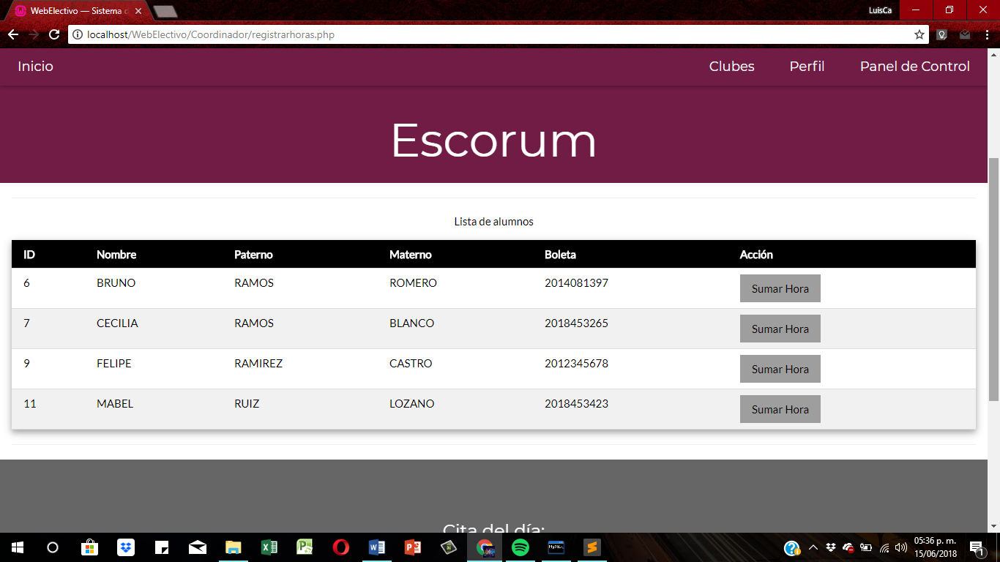 WebElectivo — Sistema d
LuisCa
localhost/WebElectivo/Coordinador/registrarhoras.php
Inicio Clubes Perfil Panel de Control
Escorum
Lista de alumnos
ID Nombre Paterno Materno Boleta Acción
6 BRUNO RAMOS ROMERO 2014081397 Sumar Hora
7 CECILIA RAMOS BLANCO 2018453265 Sumar Hora
9 FELIPE RAMIREZ CASTRO 2012345678 Sumar Hora
11 MABEL RUIZ LOZANO 2018453423 Sumar Hora
Cita del día:
05:36 p. m.
15/06/2018
1